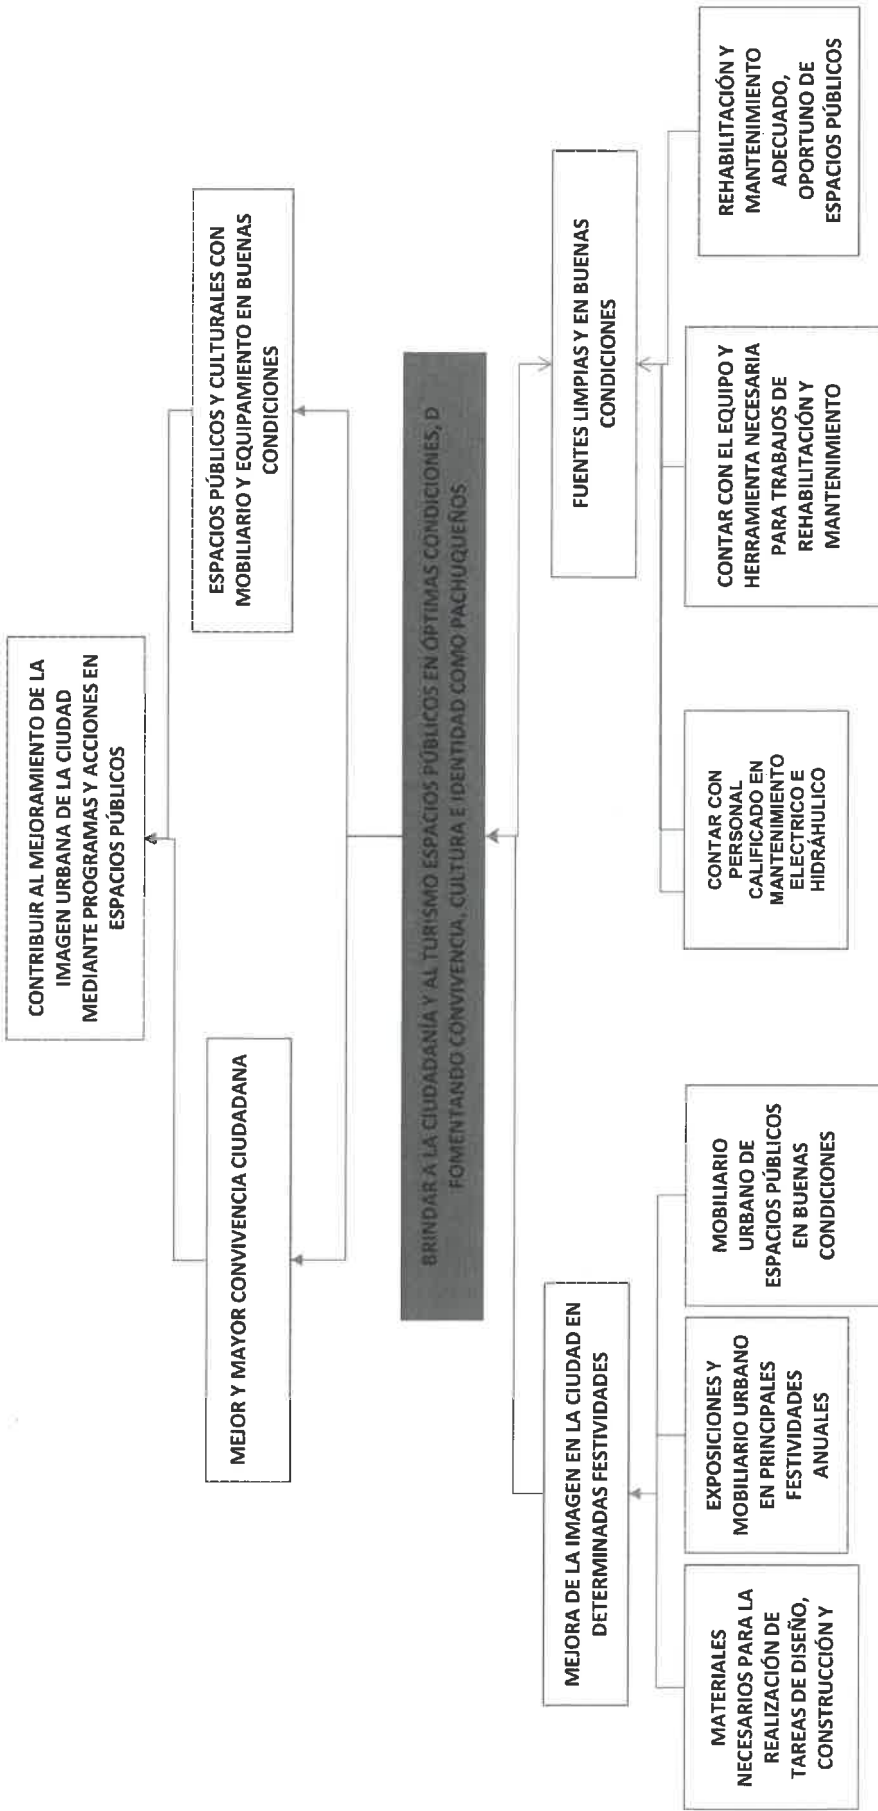 CONTRIBUIR AL MEJORAMIENTO DE LA
IMAGEN URBANA DE LA CIUDAD
MEDIANTE PROGRAMAS Y ACCIONES EN
ESPACIOS PÚBLICOS
MEJOR Y MAYOR CONVIVENCIA CIUDADANA
ESPACIOS PÚBLICOS Y CULTURALES CON
MOBILIARIO Y EQUIPAMIENTO EN BUENAS
CONDICIONES
BRINDAR A LA CIUDADANÍA Y AL TURISMO ESPACIOS PÚBLICOS EN ÓPTIMAS CONDICIONES, D
FOMENTANDO CONVIVENCIA, CULTURA E IDENTIDAD COMO PACHUQUEÑOS
MEJORA DE LA IMAGEN EN LA CIUDAD EN
DETERMINADAS FESTIVIDADES
FUENTES LIMPIAS Y EN BUENAS
CONDICIONES
MATERIALES
NECESARIOS PARA LA
REALIZACIÓN DE
TAREAS DE DISEÑO,
CONSTRUCCIÓN Y
EXPOSICIONES Y
MOBILIARIO URBANO
EN PRINCIPALES
FESTIVIDADES
ANUALES
MOBILIARIO
URBANO DE
ESPACIOS PÚBLICOS
EN BUENAS
CONDICIONES
CONTAR CON
PERSONAL
CALIFICADO EN
MANTENIMIENTO
ELECTRICO E
HIDRÁHULICO
CONTAR CON EL EQUIPO Y
HERRAMIENTA NECESARIA
PARA TRABAJOS DE
REHABILITACIÓN Y
MANTENIMIENTO
REHABILITACIÓN Y
MANTENIMIENTO
ADECUADO,
OPORTUNO DE
ESPACIOS PÚBLICOS